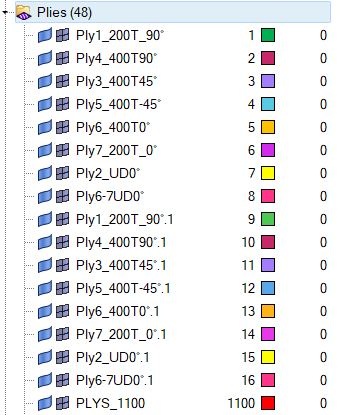 Plies (48)
Ply1_200T_90° 1 0
Ply4_400T90° 2 0
Ply3_400T45° 3 0
Ply5_400T-45° 4 0
Ply6_400T0° 5 0
Ply7_200T_0° 6 0
Ply2_UD0° 7 0
Ply6-7UD0° 8 0
Ply1_200T_90°.1 9 0
Ply4_400T90°.1 10 0
Ply3_400T45°.1 11 0
Ply5_400T-45°.1 12 0
Ply6_400T0°.1 13 0
Ply7_200T_0°.1 14 0
Ply2_UD0°.1 15 0
Ply6-7UD0°.1 16 0
PLYS_1100 1100 0